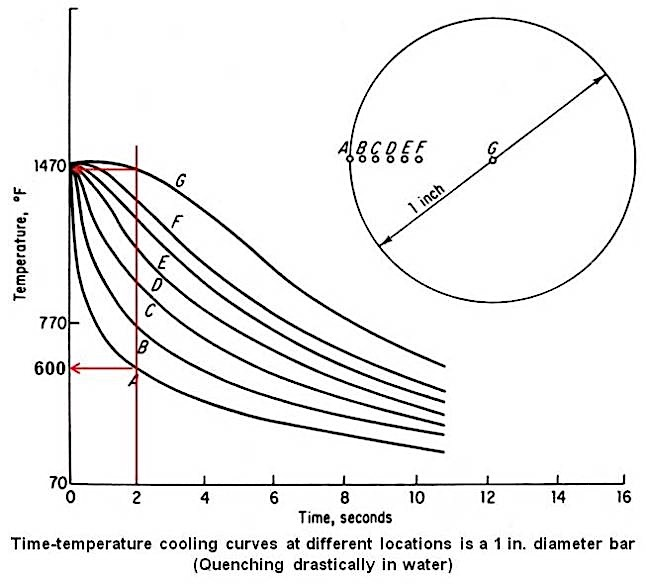 1470
770
600
70
Temperature, °F
0
2
4
6
8
10
12
14
16
Time, seconds
G
F
E
D
C
B
A
A B C D E F
G
1 inch
Time-temperature cooling curves at different locations is a 1 in. diameter bar
(Quenching drastically in water)